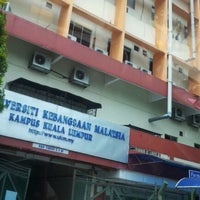 VERSITI KEBANGSAAN MALAYSIA
KAMPUS KUALA LUMPUR
http://www.ukm.my